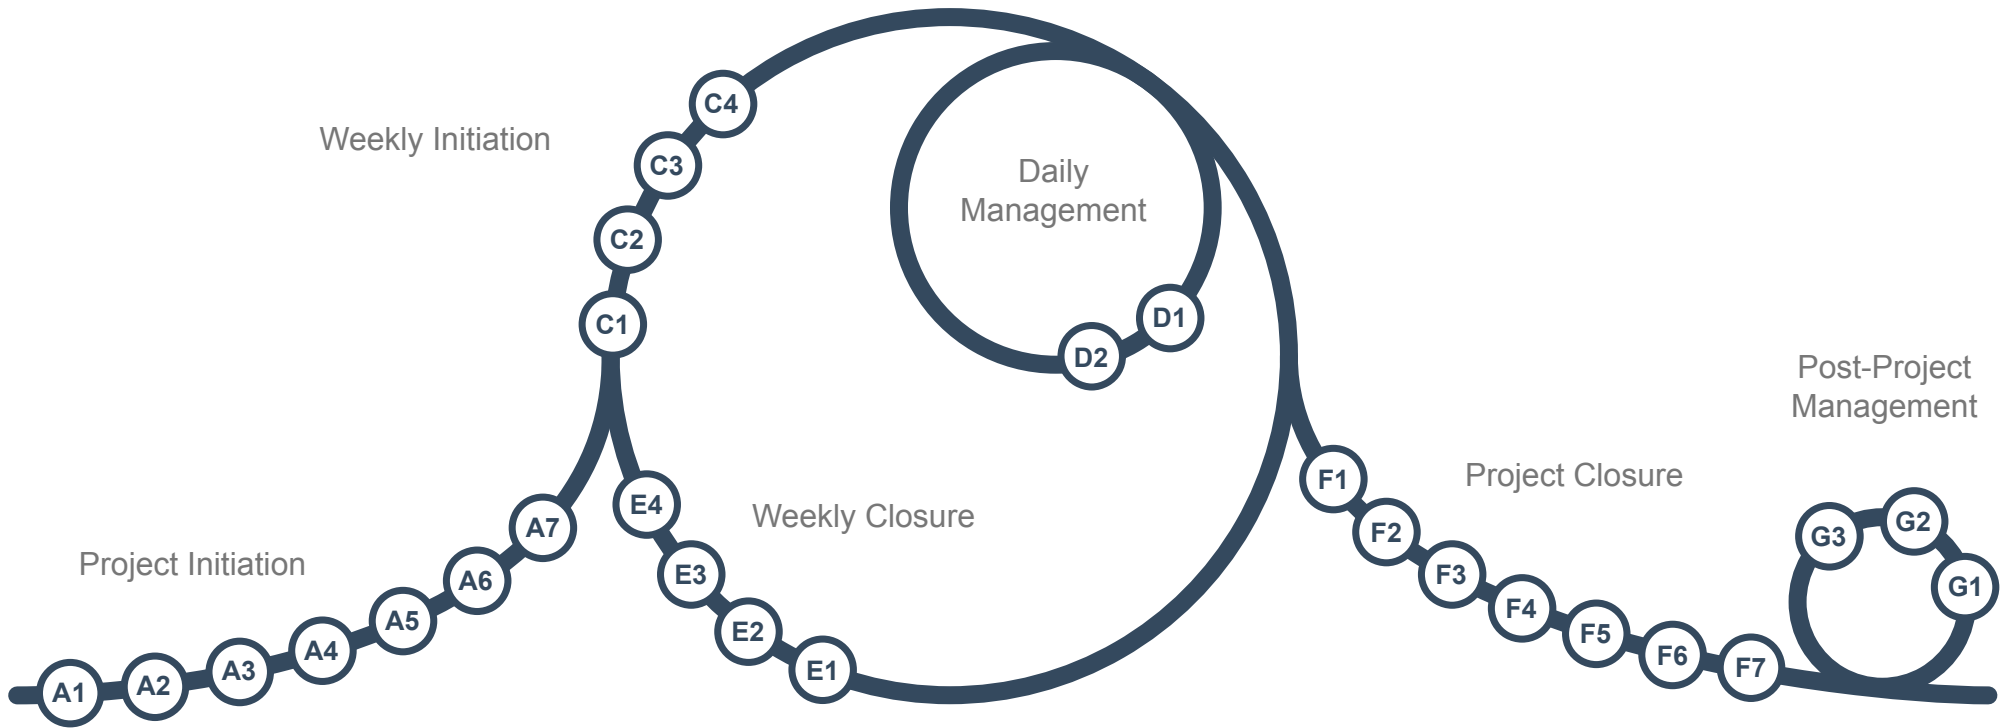 Project Initiation
A1
A2
A3
A4
A5
A6
A7
Weekly Initiation
C1
C2
C3
C4
Daily
Management
D1
D2
Weekly Closure
E1
E2
E3
E4
Project Closure
F1
F2
F3
F4
F5
F6
F7
Post-Project
Management
G1
G2
G3